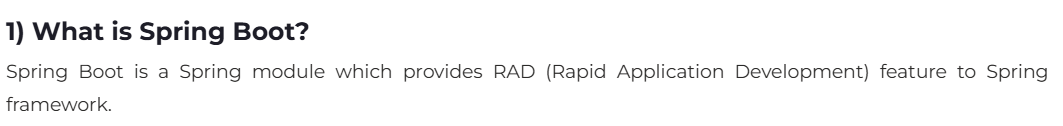 1) What is Spring Boot?
Spring Boot is a Spring module which provides RAD (Rapid Application Development) feature to Spring
framework.